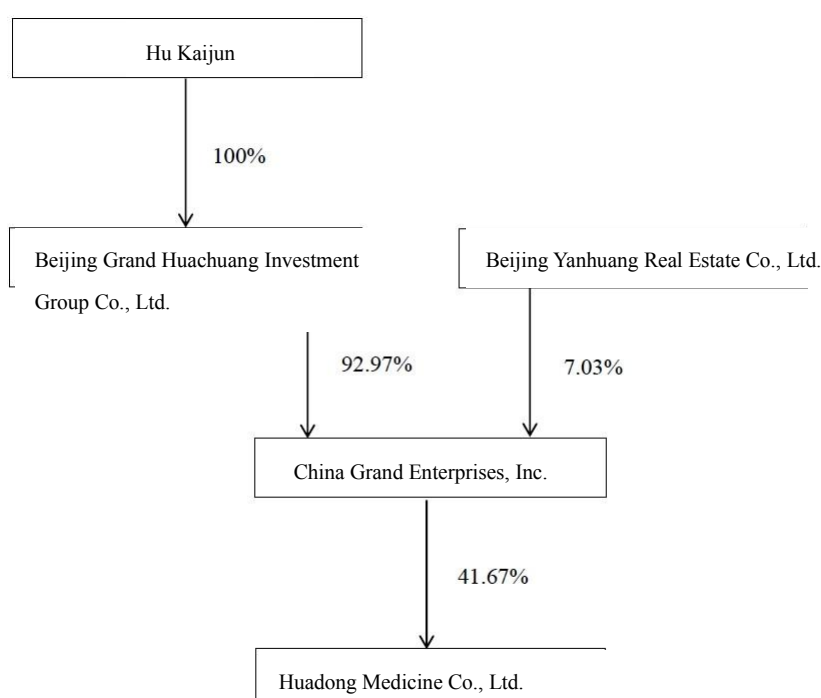 Hu Kaijun
100%
Beijing Grand Huachuang Investment
Group Co., Ltd.
Beijing Yanhuang Real Estate Co., Ltd.
92.97%
7.03%
China Grand Enterprises, Inc.
41.67%
Huadong Medicine Co., Ltd.